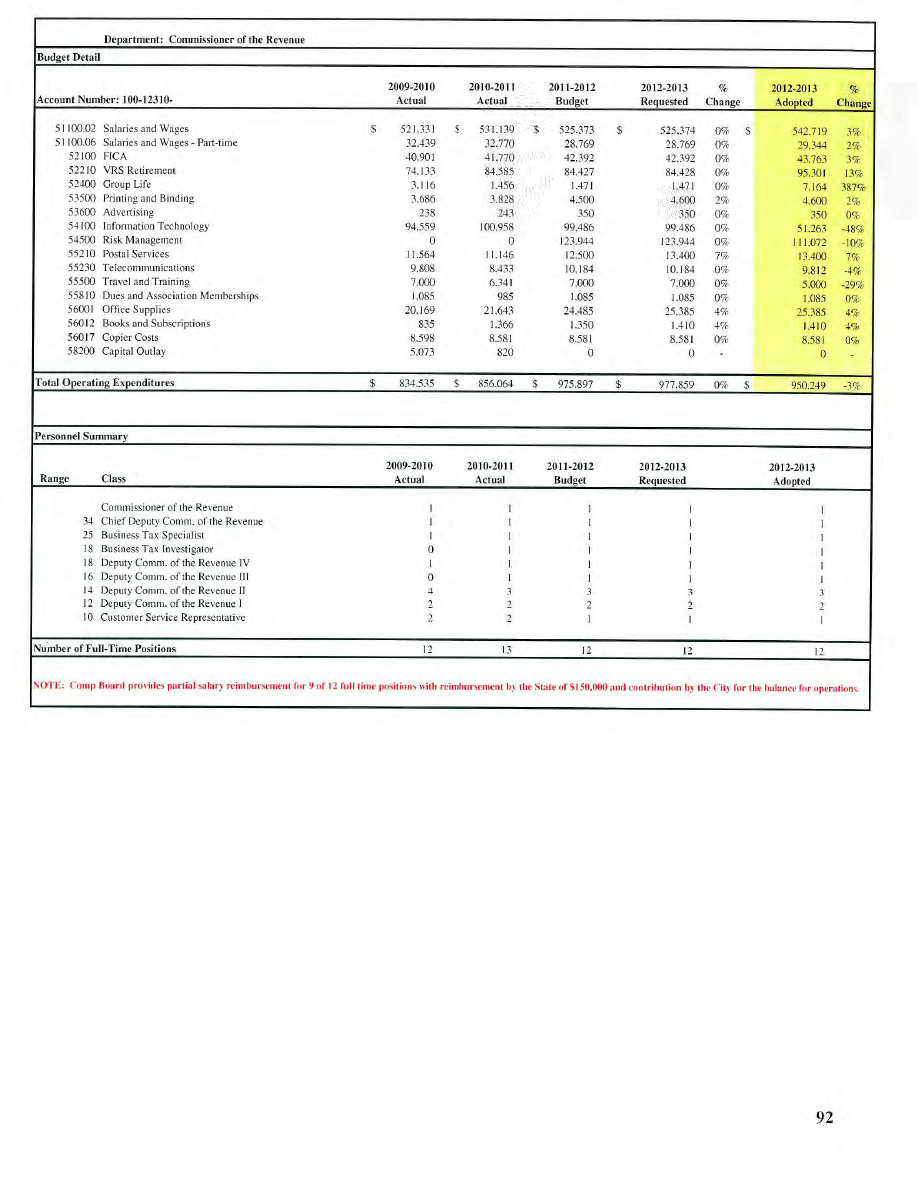 Department: Commissioner of the Revenue
Budget Detail
2009-2010 2010-2011 2011-2012 2012-2013 % 2012-2013 %
Account Number: 100-12310- Actual Actual Budget Requested Change Adopted Change
51100.02 Salaries and Wages $ 521,331 $ 531,139 $ 525,373 $ 525,374 0% $ 542,719 3%
51100.06 Salaries and Wages - Part-time 32,439 32,770 28,769 28,769 0% 29,344 2%
52100 FICA 40,901 41,770 42,392 42,392 0% 43,763 3%
52210 VRS Retirement 74,133 84,585 84,427 84,428 0% 95,301 13%
52400 Group Life 3,116 1,456 1,471 1,471 0% 7,164 387%
53500 Printing and Binding 3,686 3,828 4,500 4,600 2% 4,600 2%
53600 Advertising 238 243 350 350 0% 350 0%
54100 Information Technology 94,559 100,958 99,486 99,486 0% 51,263 -48%
54500 Risk Management 0 0 123,944 123,944 0% 111,072 -10%
55210 Postal Services 11,564 11,146 12,500 13,400 7% 13,400 7%
55230 Telecommunications 9,808 8,433 10,184 10,184 0% 9,812 -4%
55500 Travel and Training 7,000 6,341 7,000 7,000 0% 5,000 -29%
55810 Dues and Association Memberships 1,085 985 1,085 1,085 0% 1,085 0%
56001 Office Supplies 20,169 21,643 24,485 25,385 4% 25,385 4%
56012 Books and Subscriptions 835 1,366 1,350 1,410 4% 1,410 4%
56017 Copier Costs 8,598 8,581 8,581 8,581 0% 8,581 0%
58200 Capital Outlay 5,073 820 0 0 - 0 -
Total Operating Expenditures $ 834,535 $ 856,064 $ 975,897 $ 977,859 0% $ 950,249 -3%
Personnel Summary
2009-2010 2010-2011 2011-2012 2012-2013 2012-2013
Range Class Actual Actual Budget Requested Adopted
Commissioner of the Revenue 1 1 1 1 1
34 Chief Deputy Comm. of the Revenue 1 1 1 1 1
25 Business Tax Specialist 1 1 1 1 1
18 Business Tax Investigator 0 1 1 1 1
18 Deputy Comm. of the Revenue IV 1 1 1 1 1
16 Deputy Comm. of the Revenue III 0 1 1 1 1
14 Deputy Comm. of the Revenue II 4 3 3 3 3
12 Deputy Comm. of the Revenue I 2 2 2 2 2
10 Customer Service Representative 2 2 1 1 1
Number of Full-Time Positions 12 13 12 12 12
NOTE: Comp Board provides partial salary reimbursement for 9 of 12 full time positions with reimbursement by the State of $150,000 and contribution by the City for the balance for operations.
92